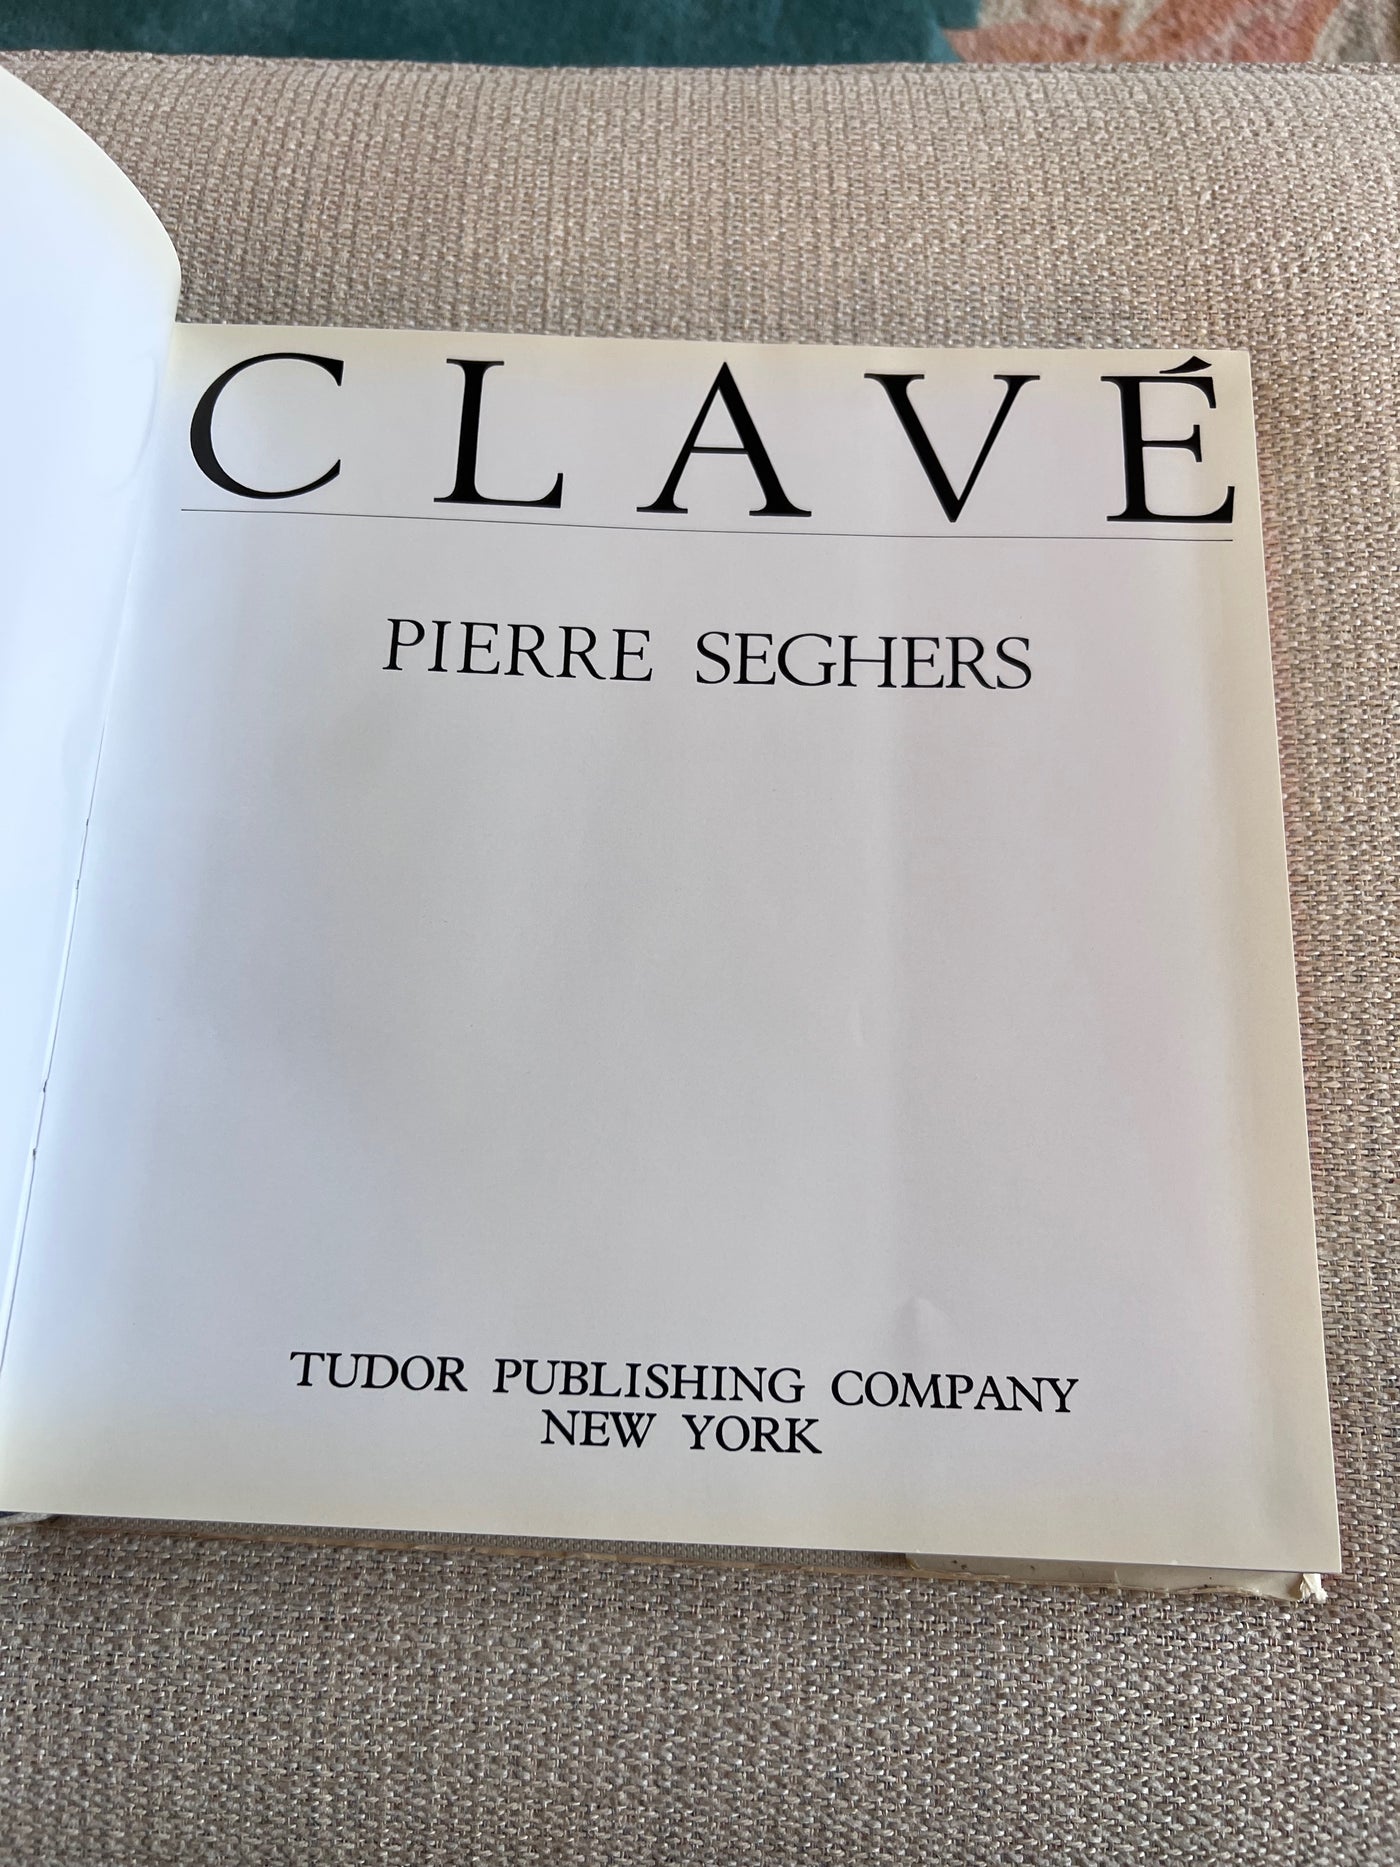 CLAVÉ
PIERRE SEGHERS
TUDOR PUBLISHING COMPANY
NEW YORK